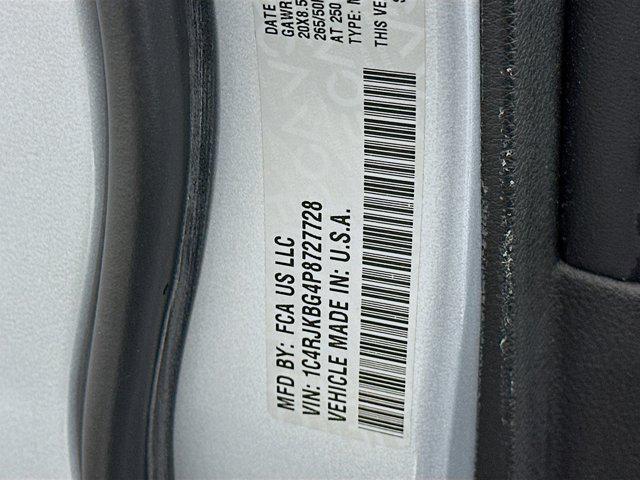 DATE
GAWR
20X8.5
265/50
AT 250
MFD BY: FCA US LLC
TYPE:
VIN: 1C4RJKBG4P8727728
THIS VE
VEHICLE MADE IN: U.S.A.